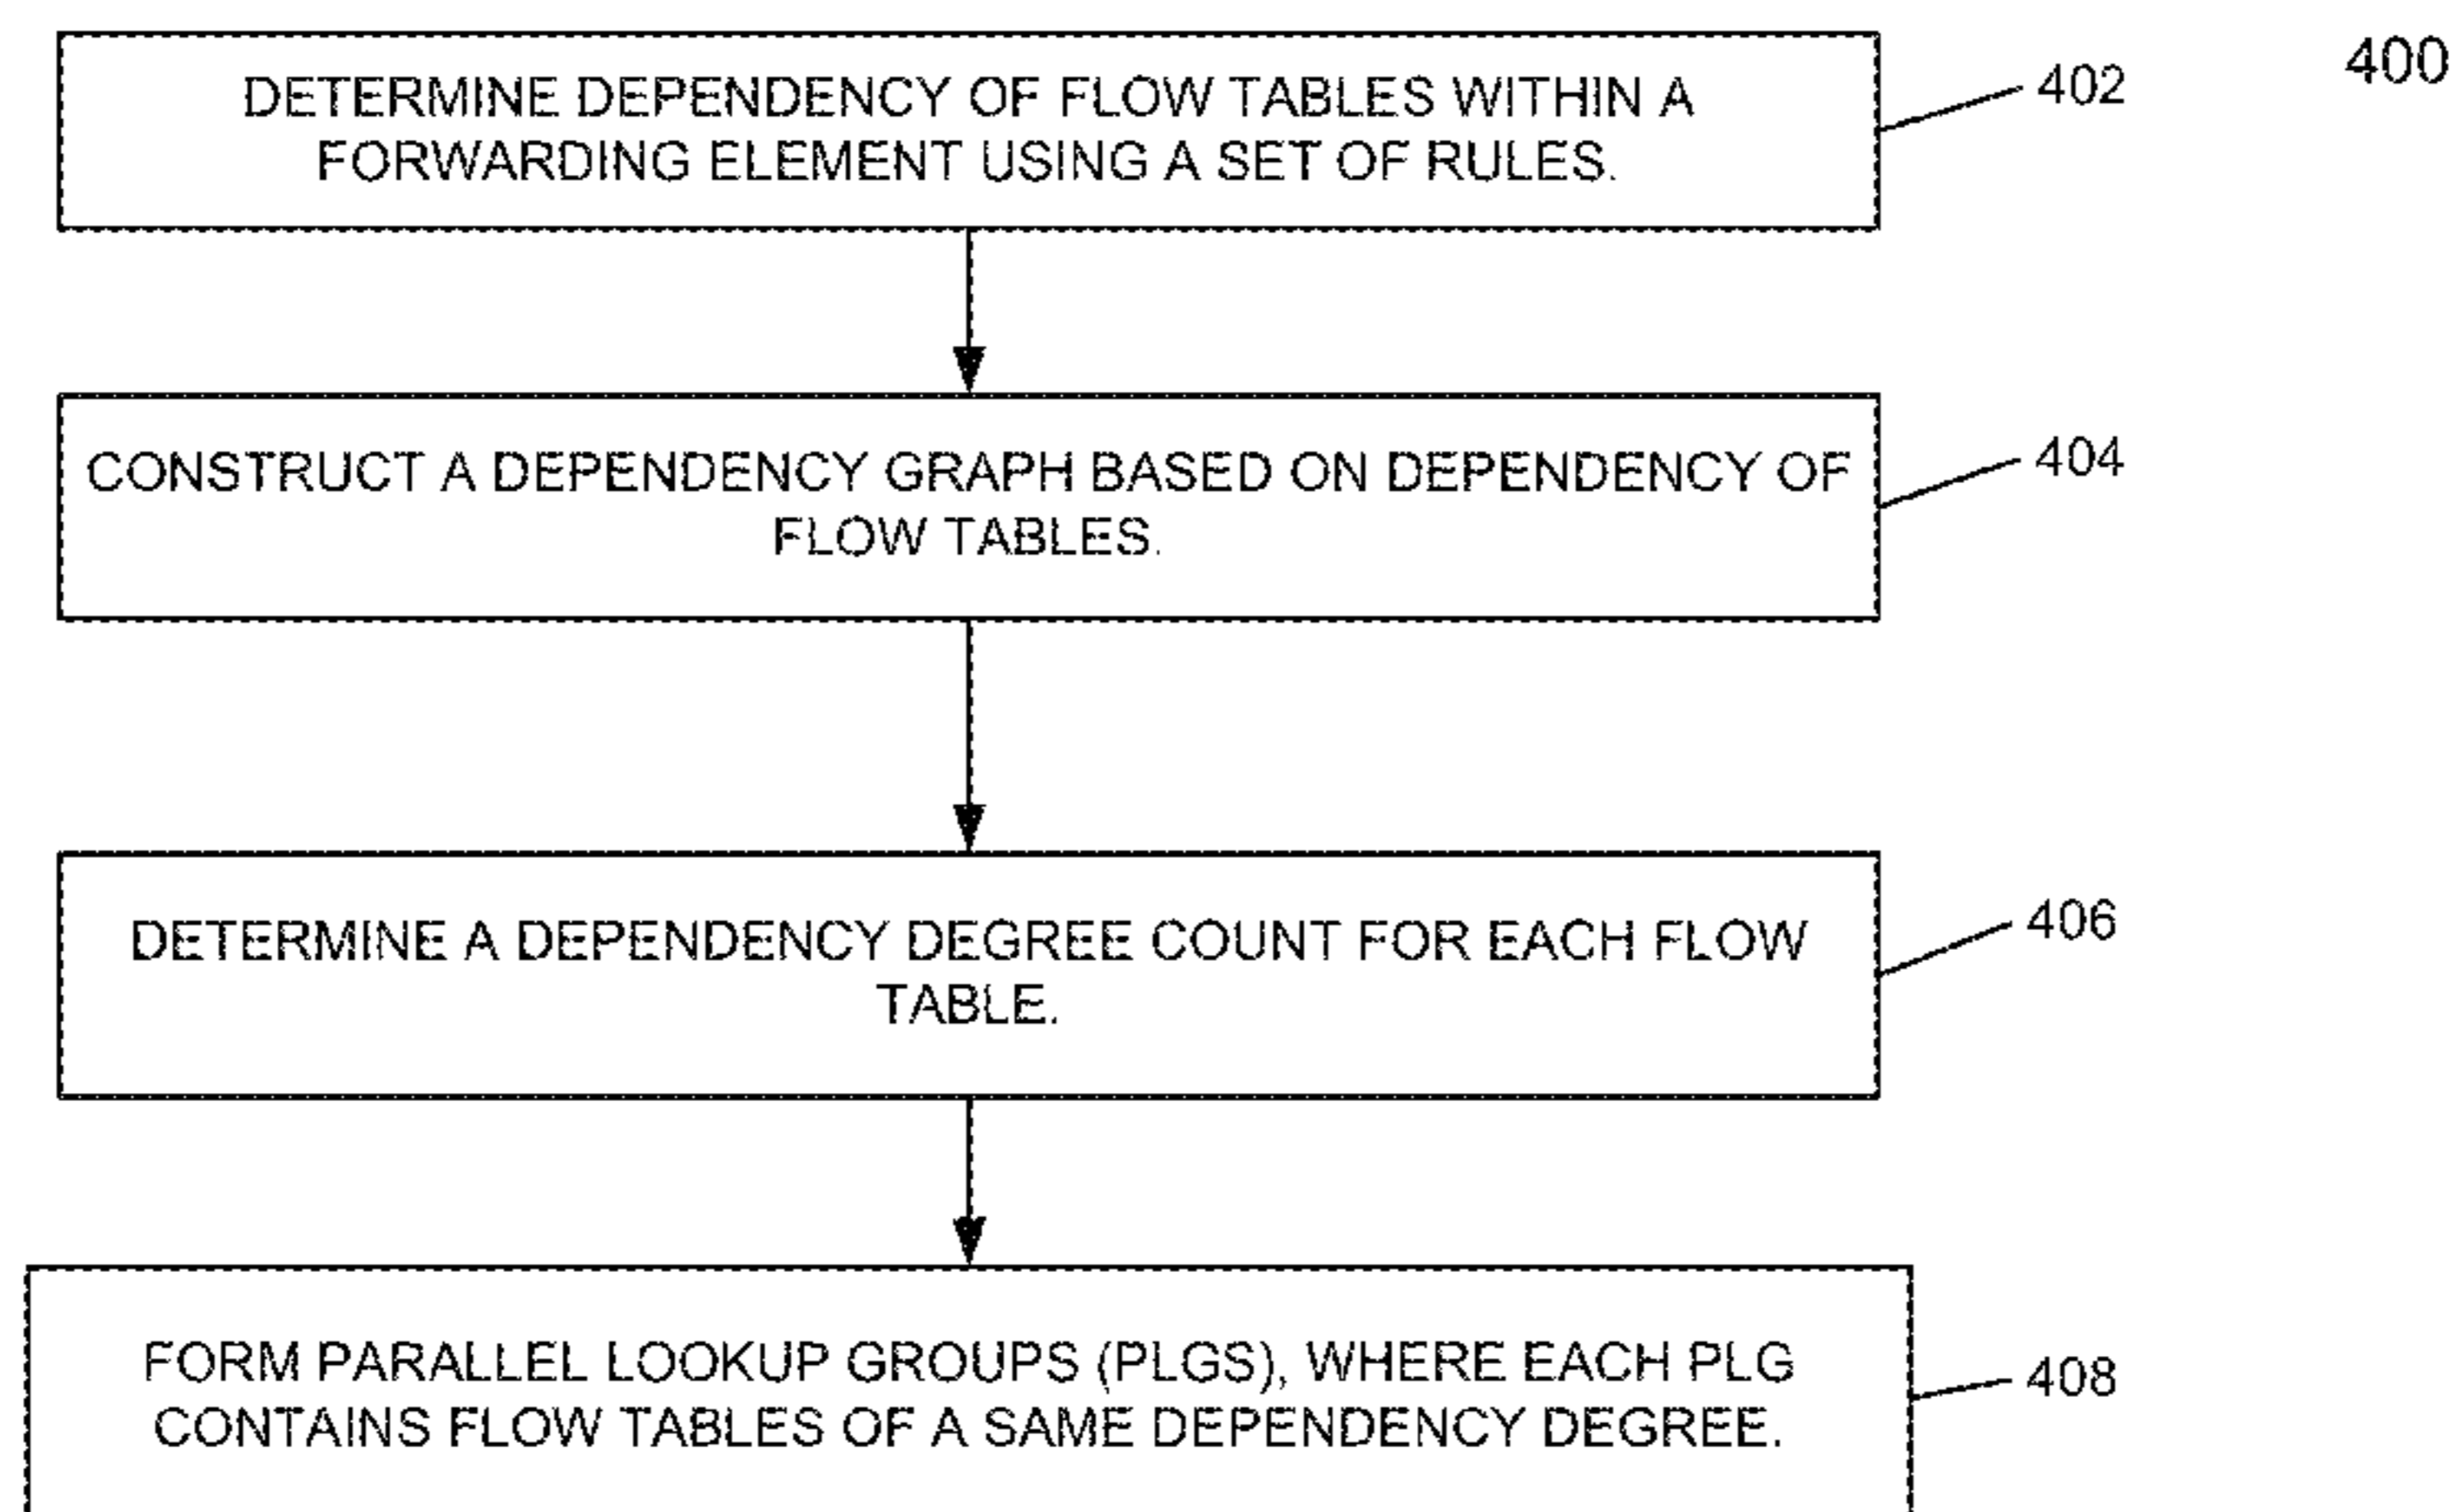 400
DETERMINE DEPENDENCY OF FLOW TABLES WITHIN A
FORWARDING ELEMENT USING A SET OF RULES.
402
CONSTRUCT A DEPENDENCY GRAPH BASED ON DEPENDENCY OF
FLOW TABLES.
404
DETERMINE A DEPENDENCY DEGREE COUNT FOR EACH FLOW
TABLE.
406
FORM PARALLEL LOOKUP GROUPS (PLGS), WHERE EACH PLG
CONTAINS FLOW TABLES OF A SAME DEPENDENCY DEGREE.
408